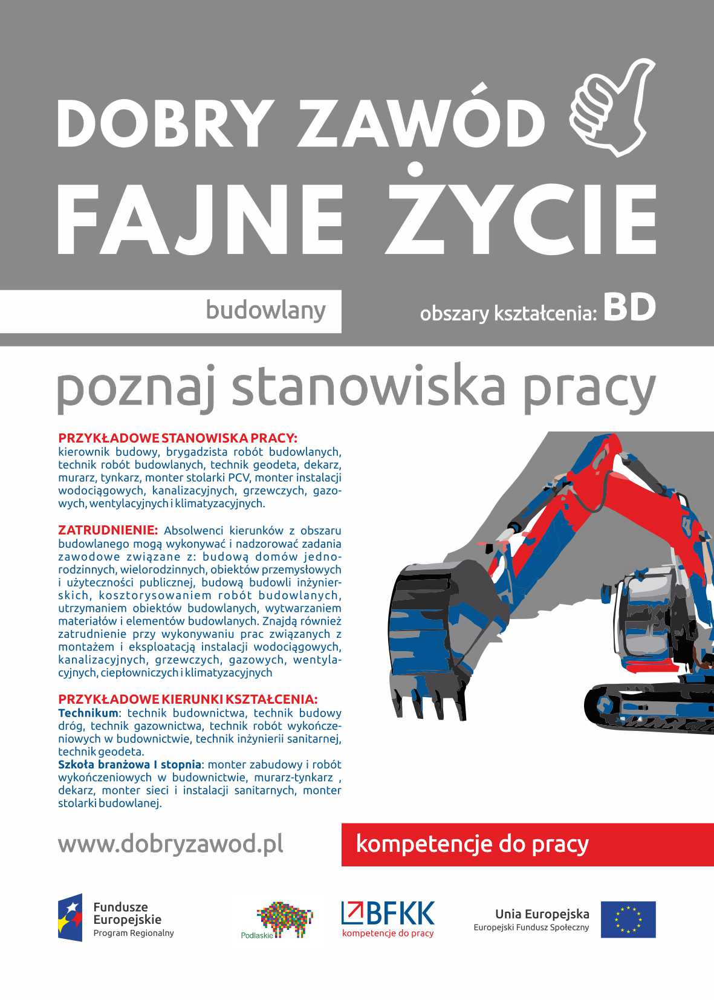 DOBRY ZAWÓD
FAJNE ŻYCIE
budowlany
obszary kształcenia: BD
poznaj stanowiska pracy
PRZYKŁADOWE STANOWISKA PRACY:
kierownik budowy, brygadzista robót budowlanych,
technik robót budowlanych, technik geodeta, dekarz,
murarz, tynkarz, monter stolarki PCV, monter instalacji
wodociągowych, kanalizacyjnych, grzewczych, gazo-
wych, wentylacyjnych i klimatyzacyjnych.
ZATRUDNIENIE: Absolwenci kierunków z obszaru
budowlanego mogą wykonywać i nadzorować zadania
zawodowe związane z: budową domów jedno-
rodzinnych, wielorodzinnych, obiektów przemysłowych
i użyteczności publicznej, budową budowli inżynier-
skich, kosztorysowaniem robót budowlanych,
utrzymaniem obiektów budowlanych, wytwarzaniem
materiałów i elementów budowlanych. Znajdą również
zatrudnienie przy wykonywaniu prac związanych z
montażem i eksploatacją instalacji wodociągowych,
kanalizacyjnych, grzewczych, gazowych, wentyla-
cyjnych, ciepłowniczych i klimatyzacyjnych
PRZYKŁADOWE KIERUNKI KSZTAŁCENIA:
Technikum: technik budownictwa, technik budowy
dróg, technik gazownictwa, technik robót wykończe-
niowych w budownictwie, technik inżynierii sanitarnej,
technik geodeta.
Szkoła branżowa I stopnia: monter zabudowy i robót
wykończeniowych w budownictwie, murarz-tynkarz ,
dekarz, monter sieci i instalacji sanitarnych, monter
stolarki budowlanej.
www.dobryzawod.pl
kompetencje do pracy
Fundusze
Europejskie
Program Regionalny
Podlaskie
BFKK
kompetencje do pracy
Unia Europejska
Europejski Fundusz Społeczny